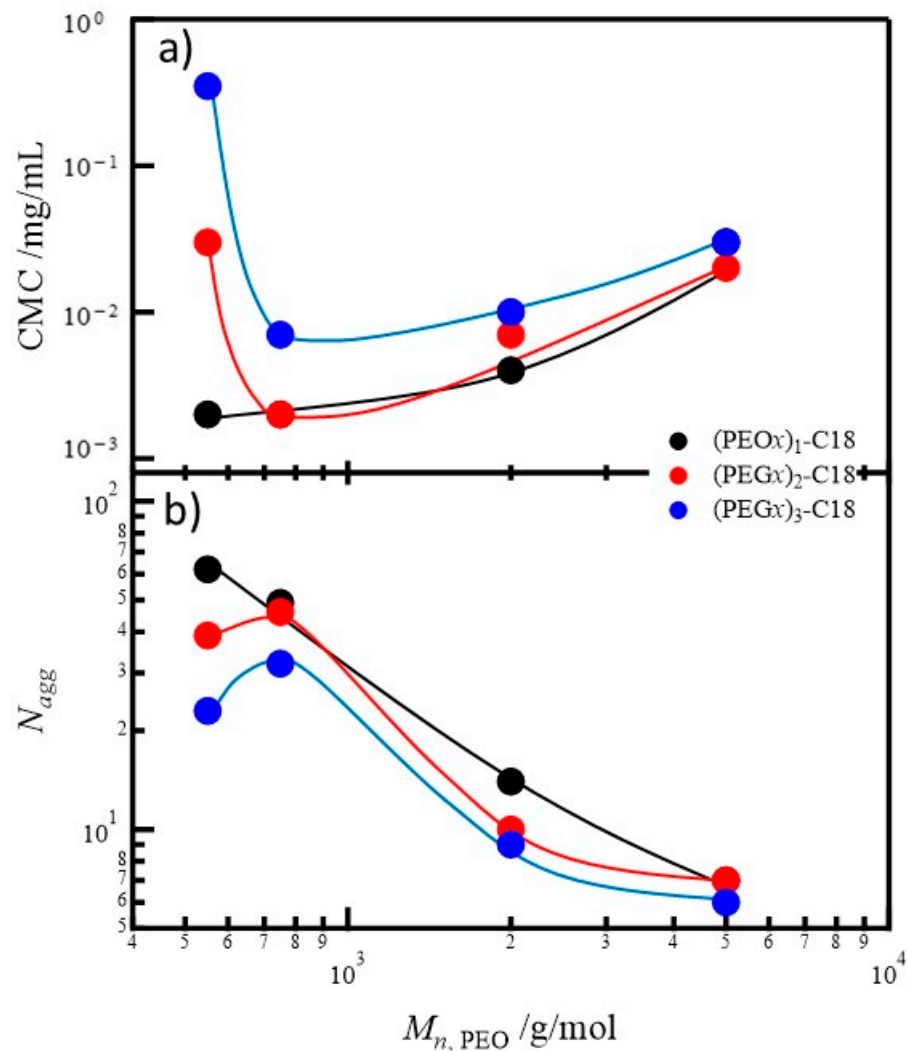 a)
10⁰
10⁻¹
10⁻²
10⁻³
CMC /mg/mL
(PEOx)₁-C18
(PEGx)₂-C18
(PEGx)₃-C18
b)
10²
8
7
6
5
4
3
2
10¹
8
7
6
5
N_agg
4 5 6 7 8 9 2 3 4 5 6 7 8 9
10³ 10⁴
M_n, PEO /g/mol